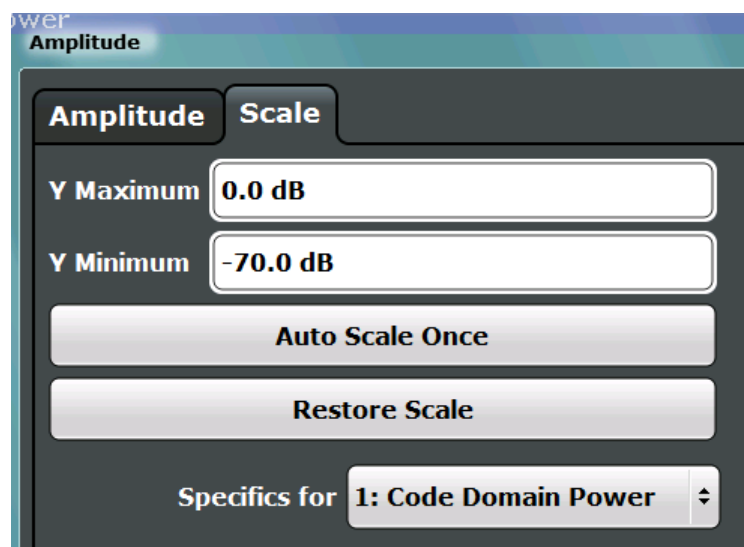 Amplitude
Amplitude Scale
Y Maximum 0.0 dB
Y Minimum -70.0 dB
Auto Scale Once
Restore Scale
Specifics for 1: Code Domain Power